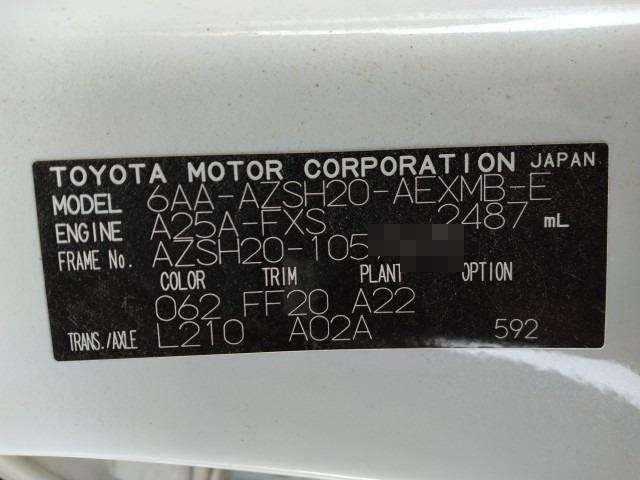 TOYOTA MOTOR CORPORATION JAPAN
MODEL 6AA-AZSH20-AEXMB-E
ENGINE A25A-FXS 2487 mL
FRAME No. AZSH20-105
COLOR TRIM PLANT OPTION
062 FF20 A22
TRANS./AXLE L210 A02A 592